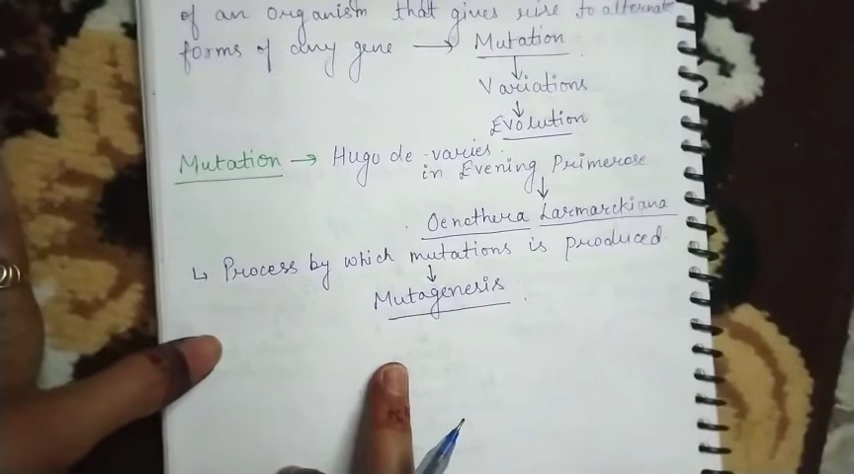 of an organism that gives rise to alternate
forms of any gene → Mutation
↓
Variations
↓
Evolution
Mutation → Hugo de varies
in Evening Primerose
↓
Oenothera Larmarckiana
↳ Process by which mutations is produced
↓
Mutagenesis.